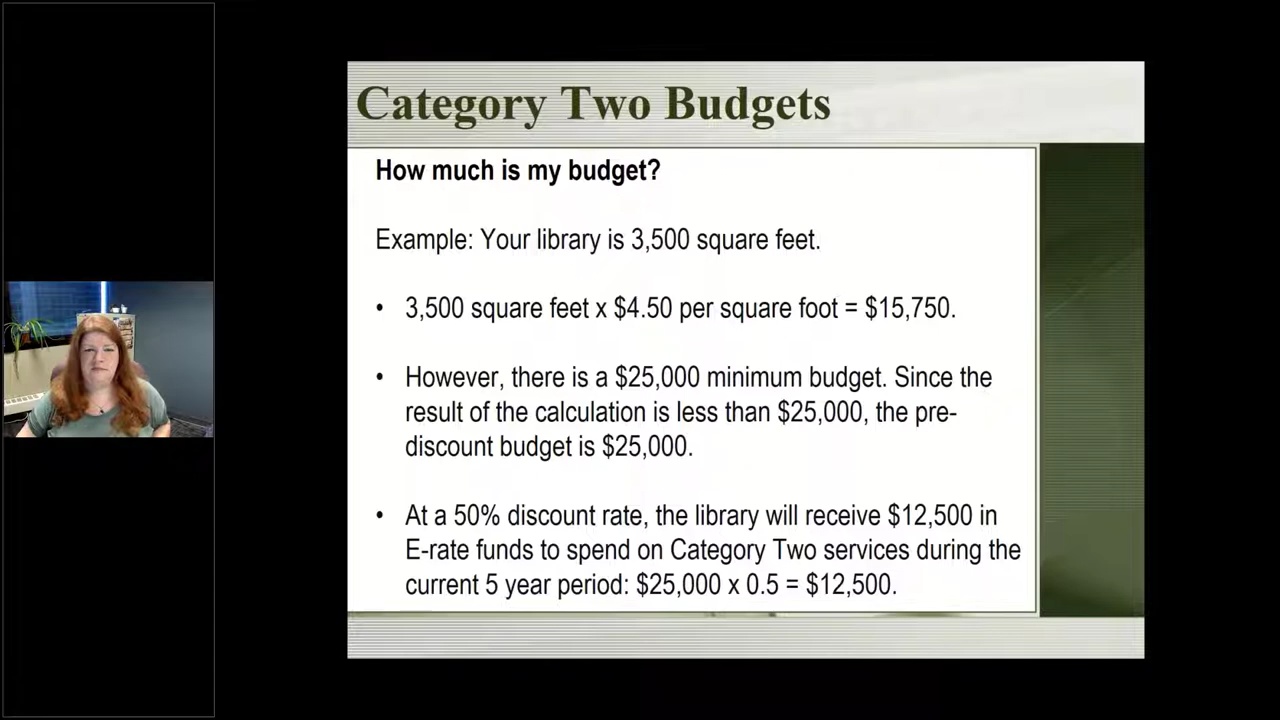 Category Two Budgets
How much is my budget?
Example: Your library is 3,500 square feet.
• 3,500 square feet x $4.50 per square foot = $15,750.
• However, there is a $25,000 minimum budget. Since the
result of the calculation is less than $25,000, the pre-
discount budget is $25,000.
• At a 50% discount rate, the library will receive $12,500 in
E-rate funds to spend on Category Two services during the
current 5 year period: $25,000 x 0.5 = $12,500.